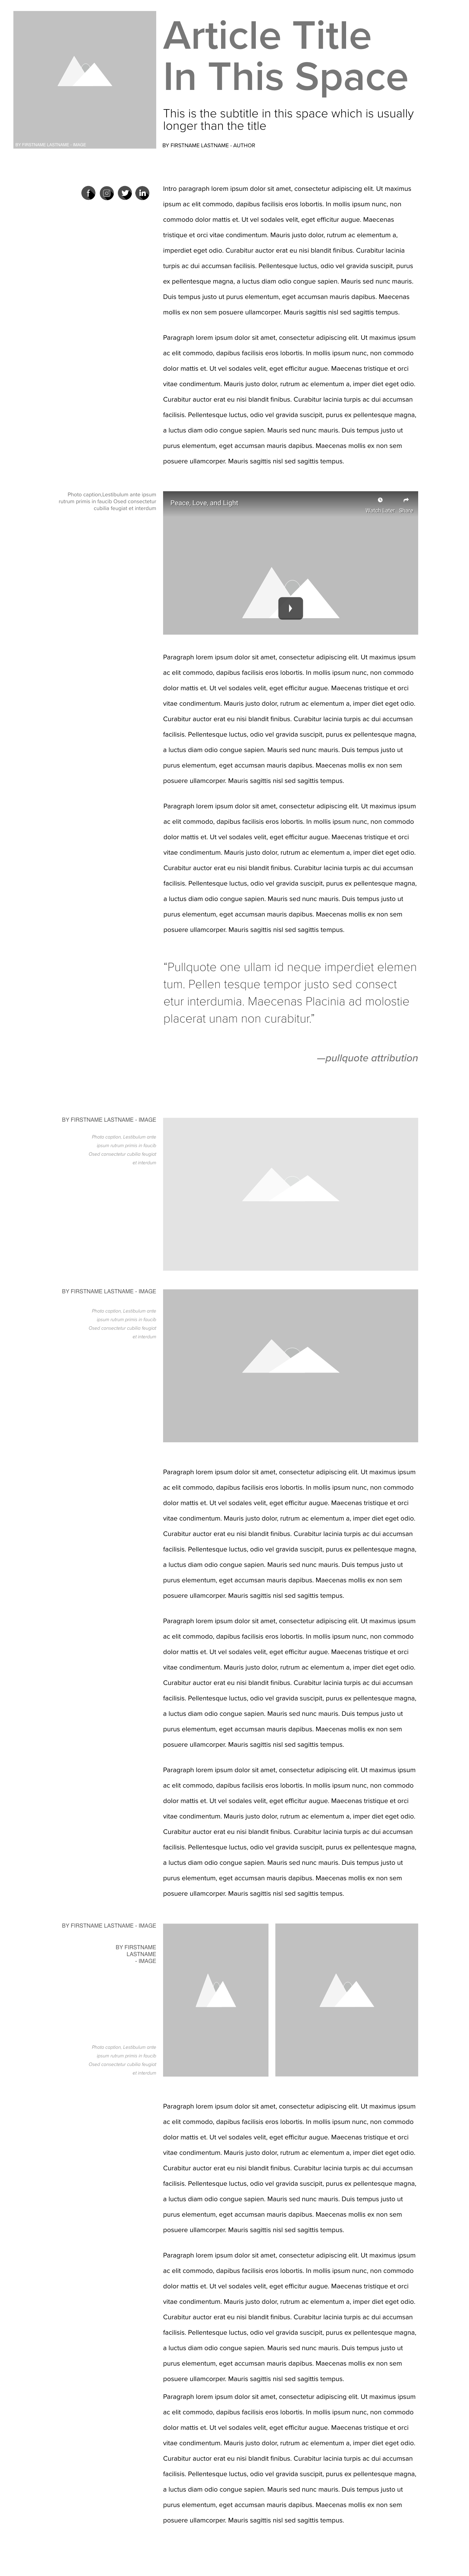 Article Title
In This Space
This is the subtitle in this space which is usually
longer than the title
BY FIRSTNAME LASTNAME - IMAGE
BY FIRSTNAME LASTNAME - AUTHOR
Intro paragraph lorem ipsum dolor sit amet, consectetur adipiscing elit. Ut maximus
ipsum ac elit commodo, dapibus facilisis eros lobortis. In mollis ipsum nunc, non
commodo dolor mattis et. Ut vel sodales velit, eget efficitur augue. Maecenas
tristique et orci vitae condimentum. Mauris justo dolor, rutrum ac elementum a,
imperdiet eget odio. Curabitur auctor erat eu nisi blandit finibus. Curabitur lacinia
turpis ac dui accumsan facilisis. Pellentesque luctus, odio vel gravida suscipit, purus
ex pellentesque magna, a luctus diam odio congue sapien. Mauris sed nunc mauris.
Duis tempus justo ut purus elementum, eget accumsan mauris dapibus. Maecenas
mollis ex non sem posuere ullamcorper. Mauris sagittis nisl sed sagittis tempus.
Paragraph lorem ipsum dolor sit amet, consectetur adipiscing elit. Ut maximus ipsum
ac elit commodo, dapibus facilisis eros lobortis. In mollis ipsum nunc, non commodo
dolor mattis et. Ut vel sodales velit, eget efficitur augue. Maecenas tristique et orci
vitae condimentum. Mauris justo dolor, rutrum ac elementum a, imper diet eget odio.
Curabitur auctor erat eu nisi blandit finibus. Curabitur lacinia turpis ac dui accumsan
facilisis. Pellentesque luctus, odio vel gravida suscipit, purus ex pellentesque magna,
a luctus diam odio congue sapien. Mauris sed nunc mauris. Duis tempus justo ut
purus elementum, eget accumsan mauris dapibus. Maecenas mollis ex non sem
posuere ullamcorper. Mauris sagittis nisl sed sagittis tempus.
Photo caption,Lestibulum ante ipsum
rutrum primis in faucib Osed consectetur
cubilia feugiat et interdum
Peace, Love, and Light
Watch Later
Share
Paragraph lorem ipsum dolor sit amet, consectetur adipiscing elit. Ut maximus ipsum
ac elit commodo, dapibus facilisis eros lobortis. In mollis ipsum nunc, non commodo
dolor mattis et. Ut vel sodales velit, eget efficitur augue. Maecenas tristique et orci
vitae condimentum. Mauris justo dolor, rutrum ac elementum a, imper diet eget odio.
Curabitur auctor erat eu nisi blandit finibus. Curabitur lacinia turpis ac dui accumsan
facilisis. Pellentesque luctus, odio vel gravida suscipit, purus ex pellentesque magna,
a luctus diam odio congue sapien. Mauris sed nunc mauris. Duis tempus justo ut
purus elementum, eget accumsan mauris dapibus. Maecenas mollis ex non sem
posuere ullamcorper. Mauris sagittis nisl sed sagittis tempus.
Paragraph lorem ipsum dolor sit amet, consectetur adipiscing elit. Ut maximus ipsum
ac elit commodo, dapibus facilisis eros lobortis. In mollis ipsum nunc, non commodo
dolor mattis et. Ut vel sodales velit, eget efficitur augue. Maecenas tristique et orci
vitae condimentum. Mauris justo dolor, rutrum ac elementum a, imper diet eget odio.
Curabitur auctor erat eu nisi blandit finibus. Curabitur lacinia turpis ac dui accumsan
facilisis. Pellentesque luctus, odio vel gravida suscipit, purus ex pellentesque magna,
a luctus diam odio congue sapien. Mauris sed nunc mauris. Duis tempus justo ut
purus elementum, eget accumsan mauris dapibus. Maecenas mollis ex non sem
posuere ullamcorper. Mauris sagittis nisl sed sagittis tempus.
“Pullquote one ullam id neque imperdiet elemen
tum. Pellen tesque tempor justo sed consect
etur interdumia. Maecenas Placinia ad molostie
placerat unam non curabitur.”
—pullquote attribution
BY FIRSTNAME LASTNAME - IMAGE
Photo caption, Lestibulum ante
ipsum rutrum primis in faucib
Osed consectetur cubilia feugiat
et interdum
BY FIRSTNAME LASTNAME - IMAGE
Photo caption, Lestibulum ante
ipsum rutrum primis in faucib
Osed consectetur cubilia feugiat
et interdum
Paragraph lorem ipsum dolor sit amet, consectetur adipiscing elit. Ut maximus ipsum
ac elit commodo, dapibus facilisis eros lobortis. In mollis ipsum nunc, non commodo
dolor mattis et. Ut vel sodales velit, eget efficitur augue. Maecenas tristique et orci
vitae condimentum. Mauris justo dolor, rutrum ac elementum a, imper diet eget odio.
Curabitur auctor erat eu nisi blandit finibus. Curabitur lacinia turpis ac dui accumsan
facilisis. Pellentesque luctus, odio vel gravida suscipit, purus ex pellentesque magna,
a luctus diam odio congue sapien. Mauris sed nunc mauris. Duis tempus justo ut
purus elementum, eget accumsan mauris dapibus. Maecenas mollis ex non sem
posuere ullamcorper. Mauris sagittis nisl sed sagittis tempus.
Paragraph lorem ipsum dolor sit amet, consectetur adipiscing elit. Ut maximus ipsum
ac elit commodo, dapibus facilisis eros lobortis. In mollis ipsum nunc, non commodo
dolor mattis et. Ut vel sodales velit, eget efficitur augue. Maecenas tristique et orci
vitae condimentum. Mauris justo dolor, rutrum ac elementum a, imper diet eget odio.
Curabitur auctor erat eu nisi blandit finibus. Curabitur lacinia turpis ac dui accumsan
facilisis. Pellentesque luctus, odio vel gravida suscipit, purus ex pellentesque magna,
a luctus diam odio congue sapien. Mauris sed nunc mauris. Duis tempus justo ut
purus elementum, eget accumsan mauris dapibus. Maecenas mollis ex non sem
posuere ullamcorper. Mauris sagittis nisl sed sagittis tempus.
Paragraph lorem ipsum dolor sit amet, consectetur adipiscing elit. Ut maximus ipsum
ac elit commodo, dapibus facilisis eros lobortis. In mollis ipsum nunc, non commodo
dolor mattis et. Ut vel sodales velit, eget efficitur augue. Maecenas tristique et orci
vitae condimentum. Mauris justo dolor, rutrum ac elementum a, imper diet eget odio.
Curabitur auctor erat eu nisi blandit finibus. Curabitur lacinia turpis ac dui accumsan
facilisis. Pellentesque luctus, odio vel gravida suscipit, purus ex pellentesque magna,
a luctus diam odio congue sapien. Mauris sed nunc mauris. Duis tempus justo ut
purus elementum, eget accumsan mauris dapibus. Maecenas mollis ex non sem
posuere ullamcorper. Mauris sagittis nisl sed sagittis tempus.
BY FIRSTNAME LASTNAME - IMAGE
BY FIRSTNAME
LASTNAME
- IMAGE
Photo caption, Lestibulum ante
ipsum rutrum primis in faucib
Osed consectetur cubilia feugiat
et interdum
Paragraph lorem ipsum dolor sit amet, consectetur adipiscing elit. Ut maximus ipsum
ac elit commodo, dapibus facilisis eros lobortis. In mollis ipsum nunc, non commodo
dolor mattis et. Ut vel sodales velit, eget efficitur augue. Maecenas tristique et orci
vitae condimentum. Mauris justo dolor, rutrum ac elementum a, imper diet eget odio.
Curabitur auctor erat eu nisi blandit finibus. Curabitur lacinia turpis ac dui accumsan
facilisis. Pellentesque luctus, odio vel gravida suscipit, purus ex pellentesque magna,
a luctus diam odio congue sapien. Mauris sed nunc mauris. Duis tempus justo ut
purus elementum, eget accumsan mauris dapibus. Maecenas mollis ex non sem
posuere ullamcorper. Mauris sagittis nisl sed sagittis tempus.
Paragraph lorem ipsum dolor sit amet, consectetur adipiscing elit. Ut maximus ipsum
ac elit commodo, dapibus facilisis eros lobortis. In mollis ipsum nunc, non commodo
dolor mattis et. Ut vel sodales velit, eget efficitur augue. Maecenas tristique et orci
vitae condimentum. Mauris justo dolor, rutrum ac elementum a, imper diet eget odio.
Curabitur auctor erat eu nisi blandit finibus. Curabitur lacinia turpis ac dui accumsan
facilisis. Pellentesque luctus, odio vel gravida suscipit, purus ex pellentesque magna,
a luctus diam odio congue sapien. Mauris sed nunc mauris. Duis tempus justo ut
purus elementum, eget accumsan mauris dapibus. Maecenas mollis ex non sem
posuere ullamcorper. Mauris sagittis nisl sed sagittis tempus.
Paragraph lorem ipsum dolor sit amet, consectetur adipiscing elit. Ut maximus ipsum
ac elit commodo, dapibus facilisis eros lobortis. In mollis ipsum nunc, non commodo
dolor mattis et. Ut vel sodales velit, eget efficitur augue. Maecenas tristique et orci
vitae condimentum. Mauris justo dolor, rutrum ac elementum a, imper diet eget odio.
Curabitur auctor erat eu nisi blandit finibus. Curabitur lacinia turpis ac dui accumsan
facilisis. Pellentesque luctus, odio vel gravida suscipit, purus ex pellentesque magna,
a luctus diam odio congue sapien. Mauris sed nunc mauris. Duis tempus justo ut
purus elementum, eget accumsan mauris dapibus. Maecenas mollis ex non sem
posuere ullamcorper. Mauris sagittis nisl sed sagittis tempus.